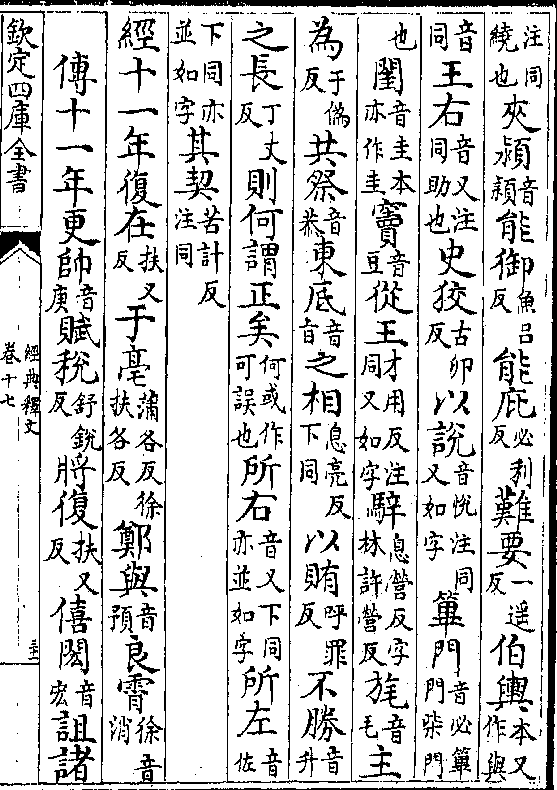 注同繞也夾潁音潁能御魚呂反能庇必利反難要一遥反伯輿本又作與
音同王右音又注同助也史狡古卯反以說音悅注同又如字篳門音必篳門柴門
也閨音圭本亦作圭竇音豆從王才用反注同又如字騂息營反字林許營反旄音毛主
為于偽反共祭音恭東底音旨之相息亮反下同以賄呼罪反不勝音升
之長丁丈反則何謂正矣何或作可誤也所右音又下同亦並如字所左音佐
下同亦並如字其契苦計反注同
經十一年復在扶又反于亳蒲各反徐扶各反鄭與音預良霄徐音消
傳十一年更帥音庚賦稅舒銳反將復扶又反僖閎音宏詛諸
欽定四庫全書
經典釋文
卷十七